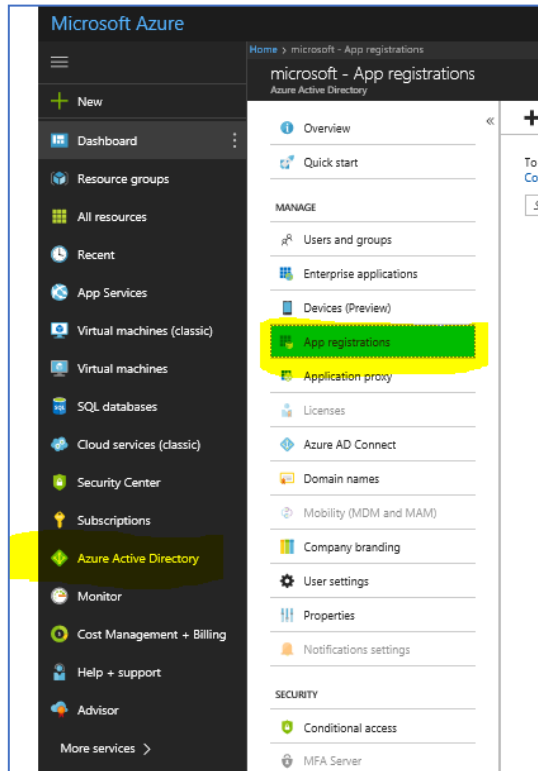 Microsoft Azure
Home > microsoft - App registrations
microsoft - App registrations
Azure Active Directory
New
Dashboard
Resource groups
All resources
Recent
App Services
Virtual machines (classic)
Virtual machines
SQL databases
Cloud services (classic)
Security Center
Subscriptions
Azure Active Directory
Monitor
Cost Management + Billing
Help + support
Advisor
More services >
«
Overview
Quick start
MANAGE
Users and groups
Enterprise applications
Devices (Preview)
App registrations
Application proxy
Licenses
Azure AD Connect
Domain names
Mobility (MDM and MAM)
Company branding
User settings
Properties
Notifications settings
SECURITY
Conditional access
MFA Server
To
Co